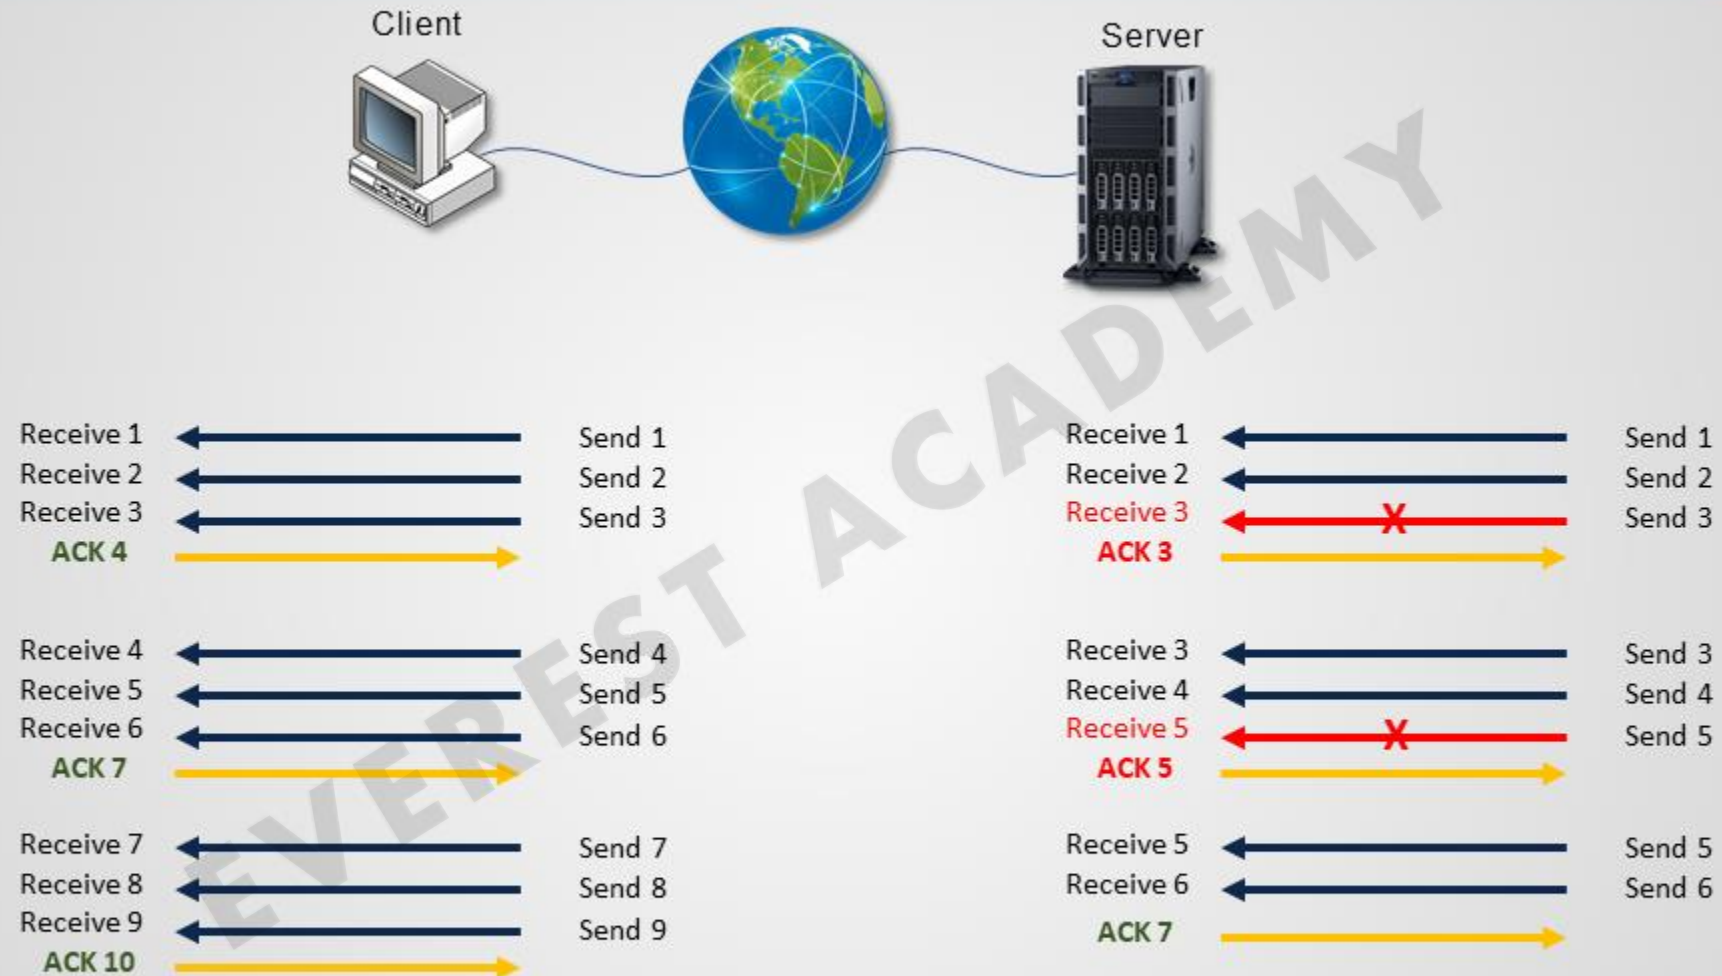 Client
Server
Receive 1
Send 1
Receive 2
Send 2
Receive 3
Send 3
ACK 4
Receive 4
Send 4
Receive 5
Send 5
Receive 6
Send 6
ACK 7
Receive 7
Send 7
Receive 8
Send 8
Receive 9
Send 9
ACK 10
Receive 1
Send 1
Receive 2
Send 2
Receive 3
X
Send 3
ACK 3
Receive 3
Send 3
Receive 4
Send 4
Receive 5
X
Send 5
ACK 5
Receive 5
Send 5
Receive 6
Send 6
ACK 7
EVEREST ACADEMY